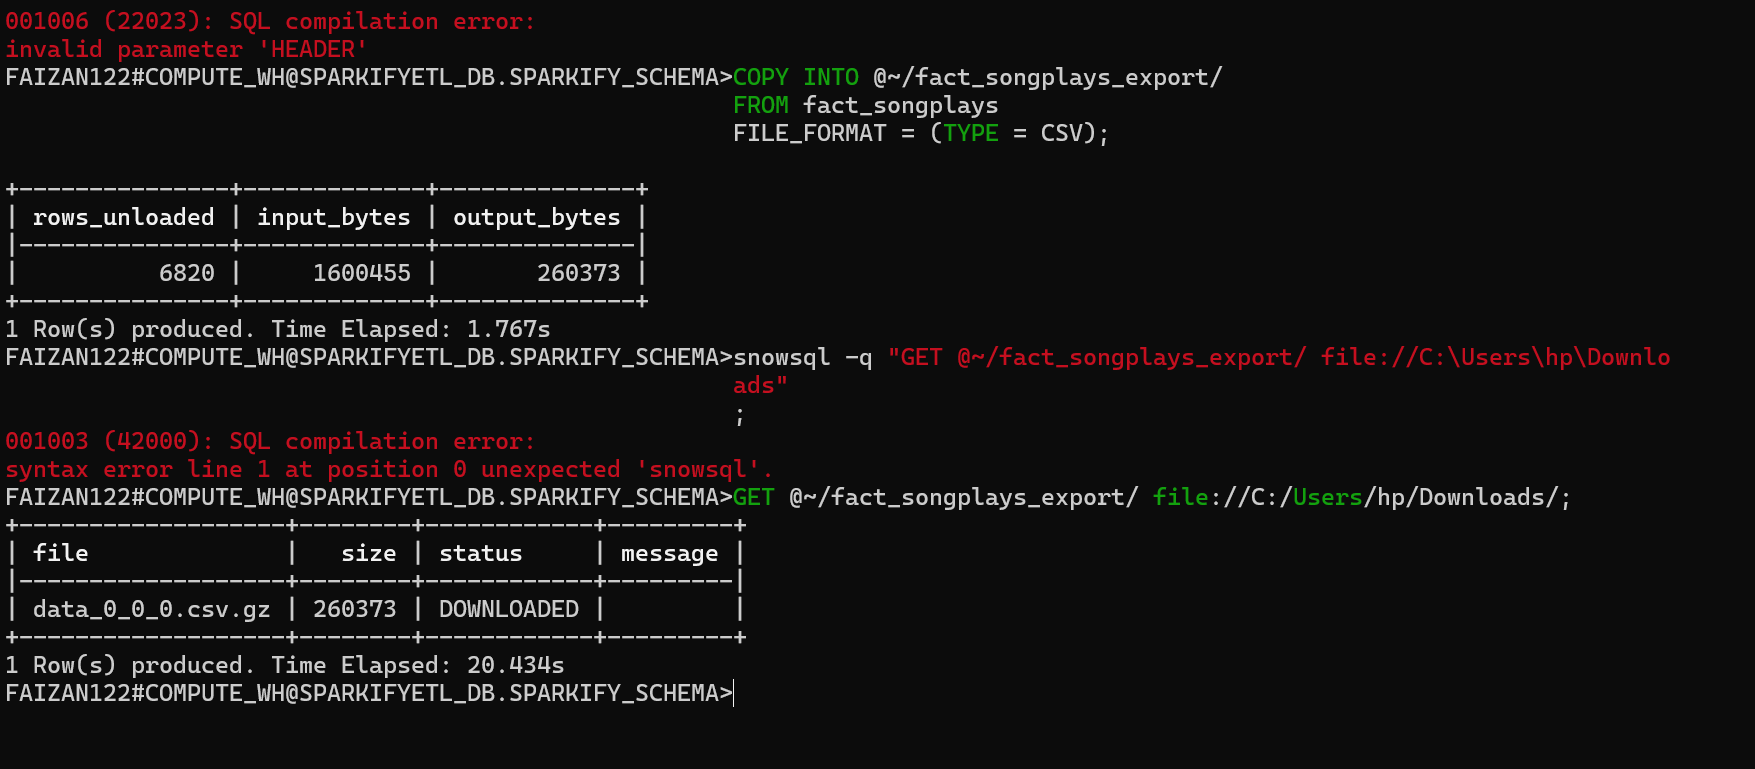 001006 (22023): SQL compilation error:
invalid parameter 'HEADER'
FAIZAN122#COMPUTE_WH@SPARKIFYETL_DB.SPARKIFY_SCHEMA>COPY INTO @~/fact_songplays_export/
FROM fact_songplays
FILE_FORMAT = (TYPE = CSV);
+---------------+-------------+--------------+
| rows_unloaded | input_bytes | output_bytes |
|---------------+-------------+--------------|
|          6820 |     1600455 |       260373 |
+---------------+-------------+--------------+
1 Row(s) produced. Time Elapsed: 1.767s
FAIZAN122#COMPUTE_WH@SPARKIFYETL_DB.SPARKIFY_SCHEMA>snowsql -q "GET @~/fact_songplays_export/ file://C:\Users\hp\Downlo
ads"
;
001003 (42000): SQL compilation error:
syntax error line 1 at position 0 unexpected 'snowsql'.
FAIZAN122#COMPUTE_WH@SPARKIFYETL_DB.SPARKIFY_SCHEMA>GET @~/fact_songplays_export/ file://C:/Users/hp/Downloads/;
+-------------------+--------+------------+---------+
| file              |   size | status     | message |
|-------------------+--------+------------+---------|
| data_0_0_0.csv.gz | 260373 | DOWNLOADED |         |
+-------------------+--------+------------+---------+
1 Row(s) produced. Time Elapsed: 20.434s
FAIZAN122#COMPUTE_WH@SPARKIFYETL_DB.SPARKIFY_SCHEMA>